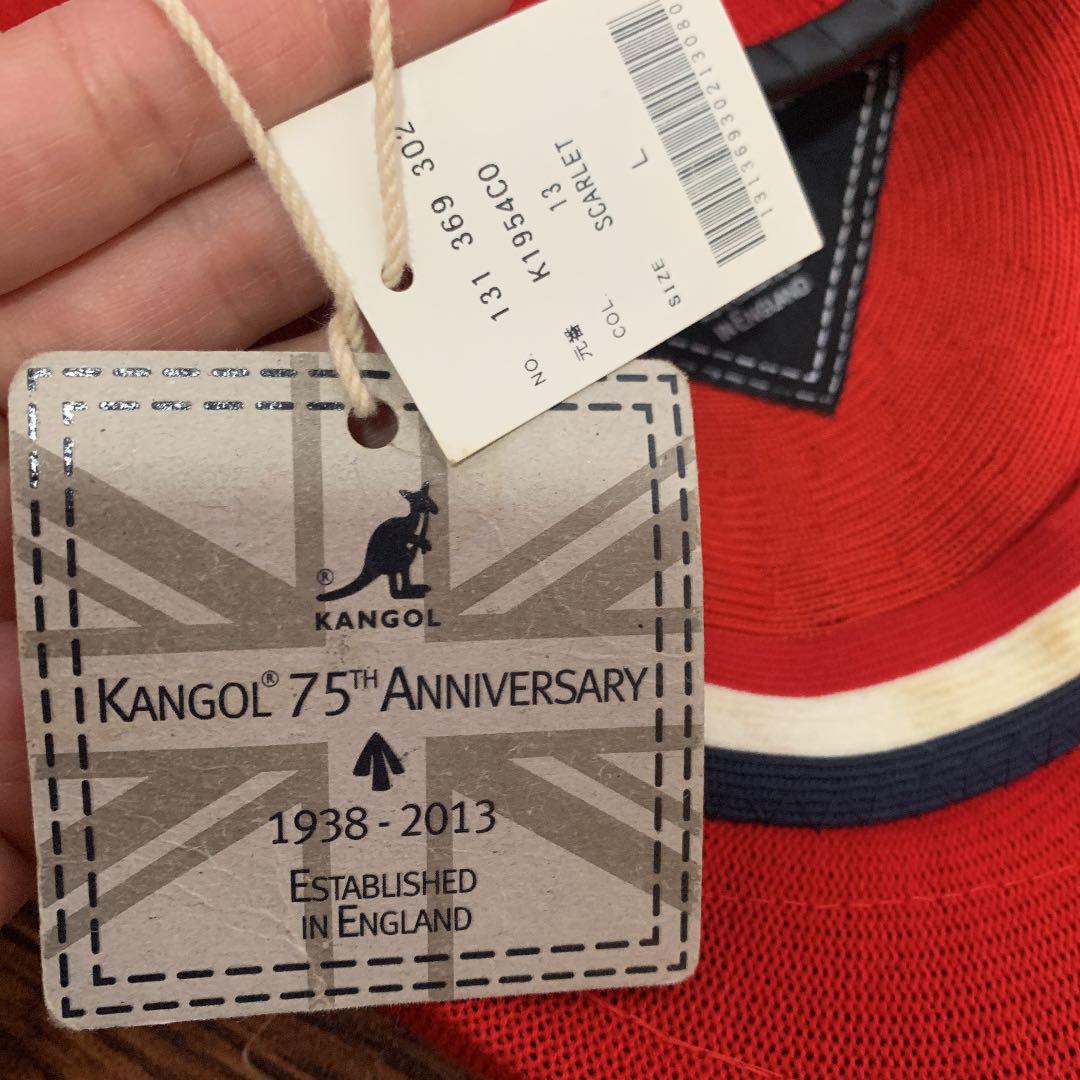 NO. 131 369 302
元番 K1954CO
COL. 13
SCARLET
SIZE L
1313693021308
IN ENGLAND
®
KANGOL
KANGOL® 75TH ANNIVERSARY
1938 - 2013
ESTABLISHED
IN ENGLAND